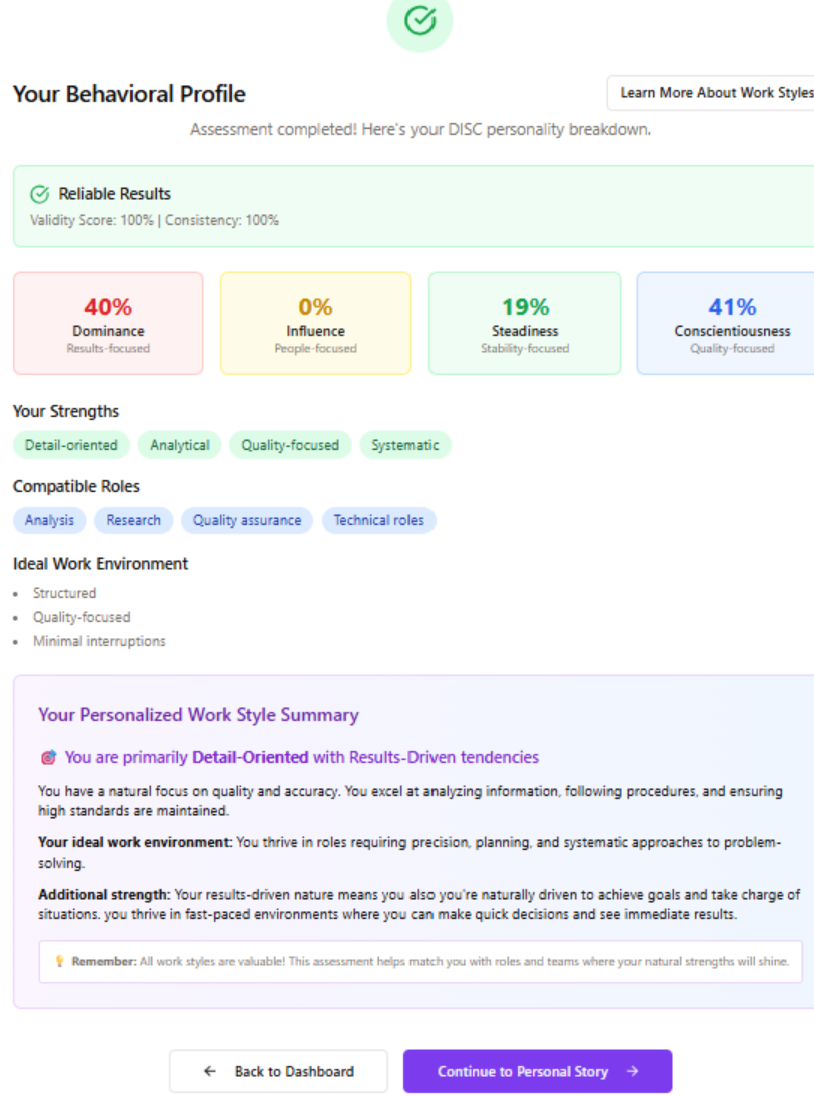 Your Behavioral Profile
Learn More About Work Styles
Assessment completed! Here's your DISC personality breakdown.
Reliable Results
Validity Score: 100% | Consistency: 100%
40%
Dominance
Results-focused
0%
Influence
People-focused
19%
Steadiness
Stability-focused
41%
Conscientiousness
Quality-focused
Your Strengths
Detail-oriented
Analytical
Quality-focused
Systematic
Compatible Roles
Analysis
Research
Quality assurance
Technical roles
Ideal Work Environment
• Structured
• Quality-focused
• Minimal interruptions
Your Personalized Work Style Summary
🎯 You are primarily Detail-Oriented with Results-Driven tendencies
You have a natural focus on quality and accuracy. You excel at analyzing information, following procedures, and ensuring
high standards are maintained.
Your ideal work environment: You thrive in roles requiring precision, planning, and systematic approaches to problem-
solving.
Additional strength: Your results-driven nature means you also you're naturally driven to achieve goals and take charge of
situations. you thrive in fast-paced environments where you can make quick decisions and see immediate results.
💡 Remember: All work styles are valuable! This assessment helps match you with roles and teams where your natural strengths will shine.
← Back to Dashboard
Continue to Personal Story →